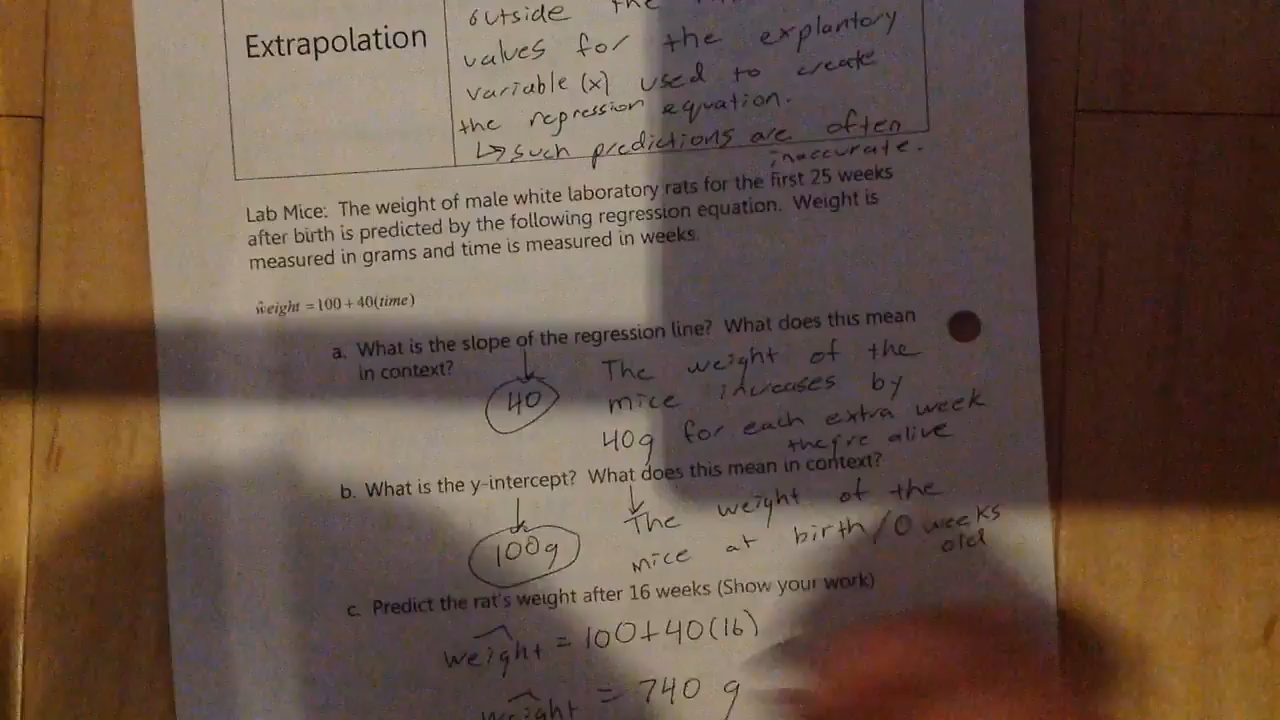 outside the
Extrapolation
values for the explantory
variable (x) used to create
the regression equation.
↳ such predictions are often
inaccurate.
Lab Mice: The weight of male white laboratory rats for the first 25 weeks
after birth is predicted by the following regression equation. Weight is
measured in grams and time is measured in weeks.
weight = 100 + 40(time)
a. What is the slope of the regression line? What does this mean
in context?
40
The weight of the
mice increases by
40g for each extra week
they're alive
b. What is the y-intercept? What does this mean in context?
100g
The weight of the
mice at birth/0 weeks
old
c. Predict the rat's weight after 16 weeks (Show your work)
weight = 100+40(16)
weight = 740 g